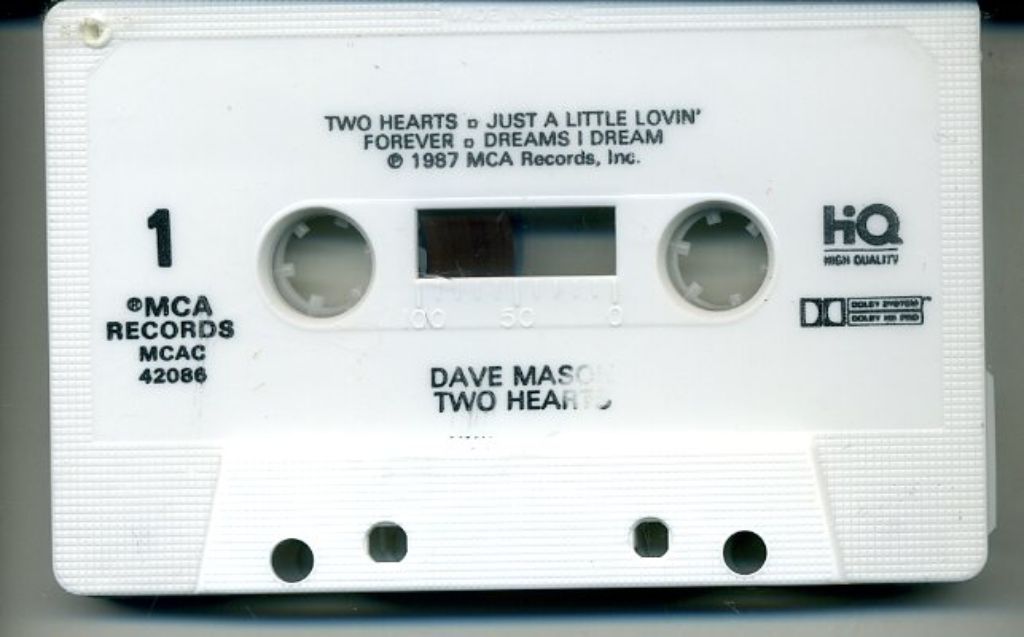 TWO HEARTS ▫ JUST A LITTLE LOVIN'
FOREVER ▫ DREAMS I DREAM
℗ 1987 MCA Records, Inc.
1
HiQ
HIGH QUALITY
®MCA
RECORDS
MCAC
42086
DOLBY SYSTEM™
DOLBY HX PRO
100 50 0
DAVE MASON
TWO HEARTS